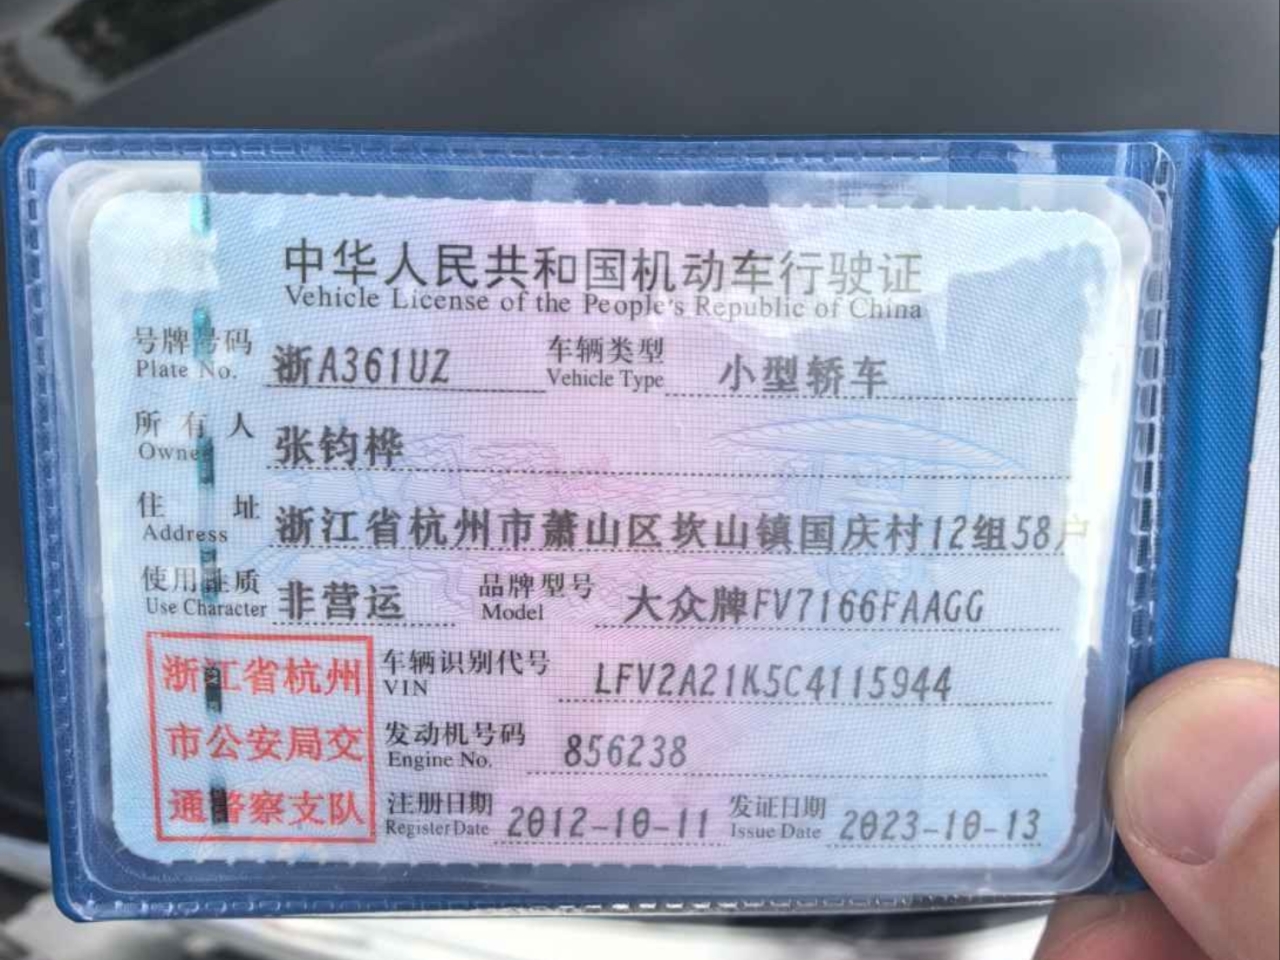 中华人民共和国机动车行驶证
Vehicle License of the People's Republic of China
号牌号码 浙A361UZ 车辆类型 小型轿车
Plate No. Vehicle Type
所有人 张钧桦
Owner
住址 浙江省杭州市萧山区坎山镇国庆村12组58户
Address
使用性质 非营运 品牌型号 大众牌FV7166FAAGG
Use Character Model
浙江省杭州
市公安局交
通警察支队
车辆识别代号 LFV2A21K5C4115944
VIN
发动机号码 856238
Engine No.
注册日期 2012-10-11 发证日期 2023-10-13
Register Date Issue Date